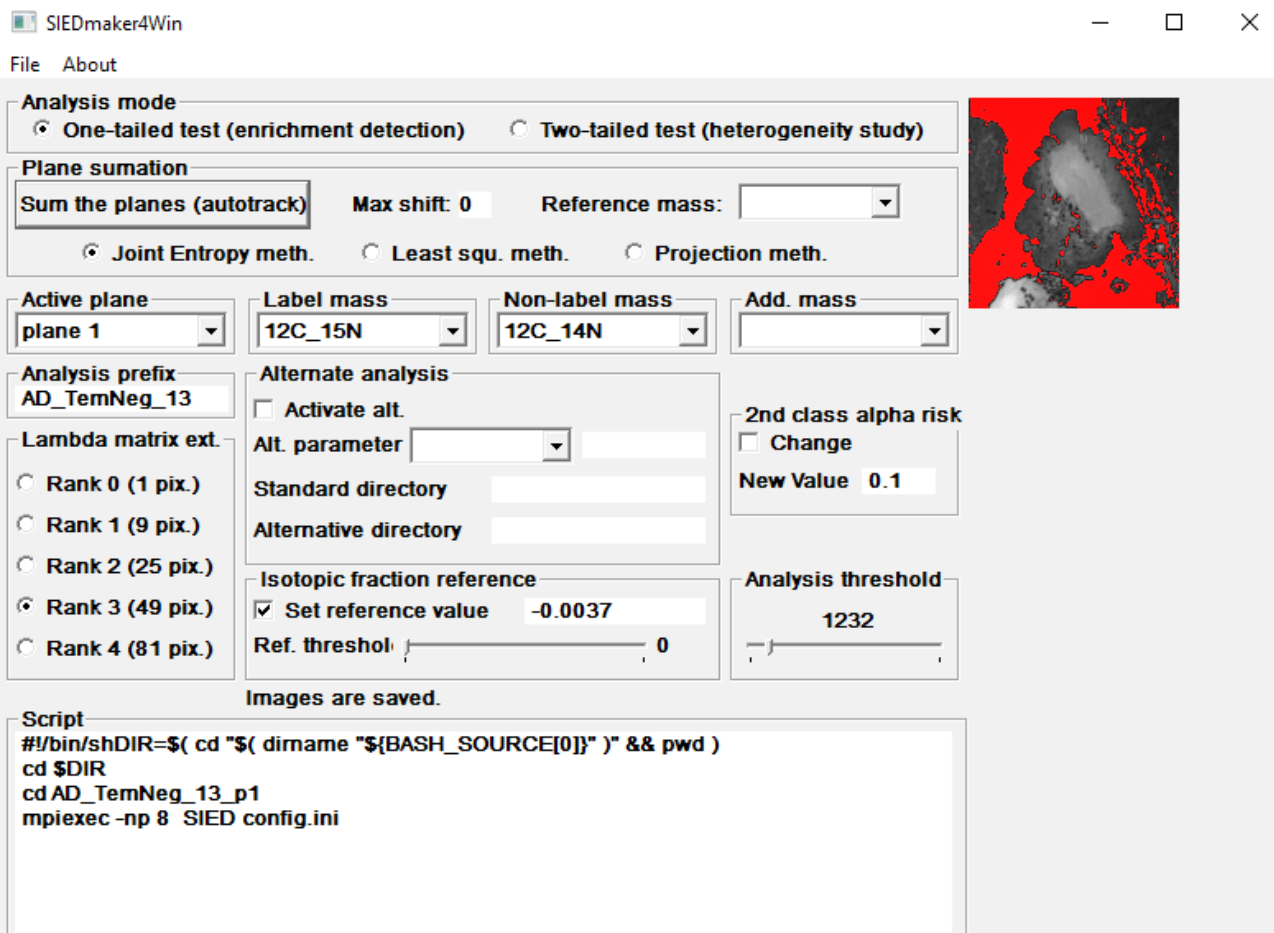 SIEDmaker4Win
File About
Analysis mode
One-tailed test (enrichment detection) Two-tailed test (heterogeneity study)
Plane sumation
Sum the planes (autotrack) Max shift: 0 Reference mass:
Joint Entropy meth. Least squ. meth. Projection meth.
Active plane Label mass Non-label mass Add. mass
plane 1 12C_15N 12C_14N
Analysis prefix
AD_TemNeg_13
Lambda matrix ext.
Rank 0 (1 pix.)
Rank 1 (9 pix.)
Rank 2 (25 pix.)
Rank 3 (49 pix.)
Rank 4 (81 pix.)
Alternate analysis
Activate alt.
Alt. parameter
Standard directory
Alternative directory
Isotopic fraction reference
Set reference value -0.0037
Ref. threshol 0
2nd class alpha risk
Change
New Value 0.1
Analysis threshold
1232
Images are saved.
Script
#!/bin/shDIR=$( cd "$( dirname "${BASH_SOURCE[0]}" )" && pwd )
cd $DIR
cd AD_TemNeg_13_p1
mpiexec -np 8  SIED config.ini